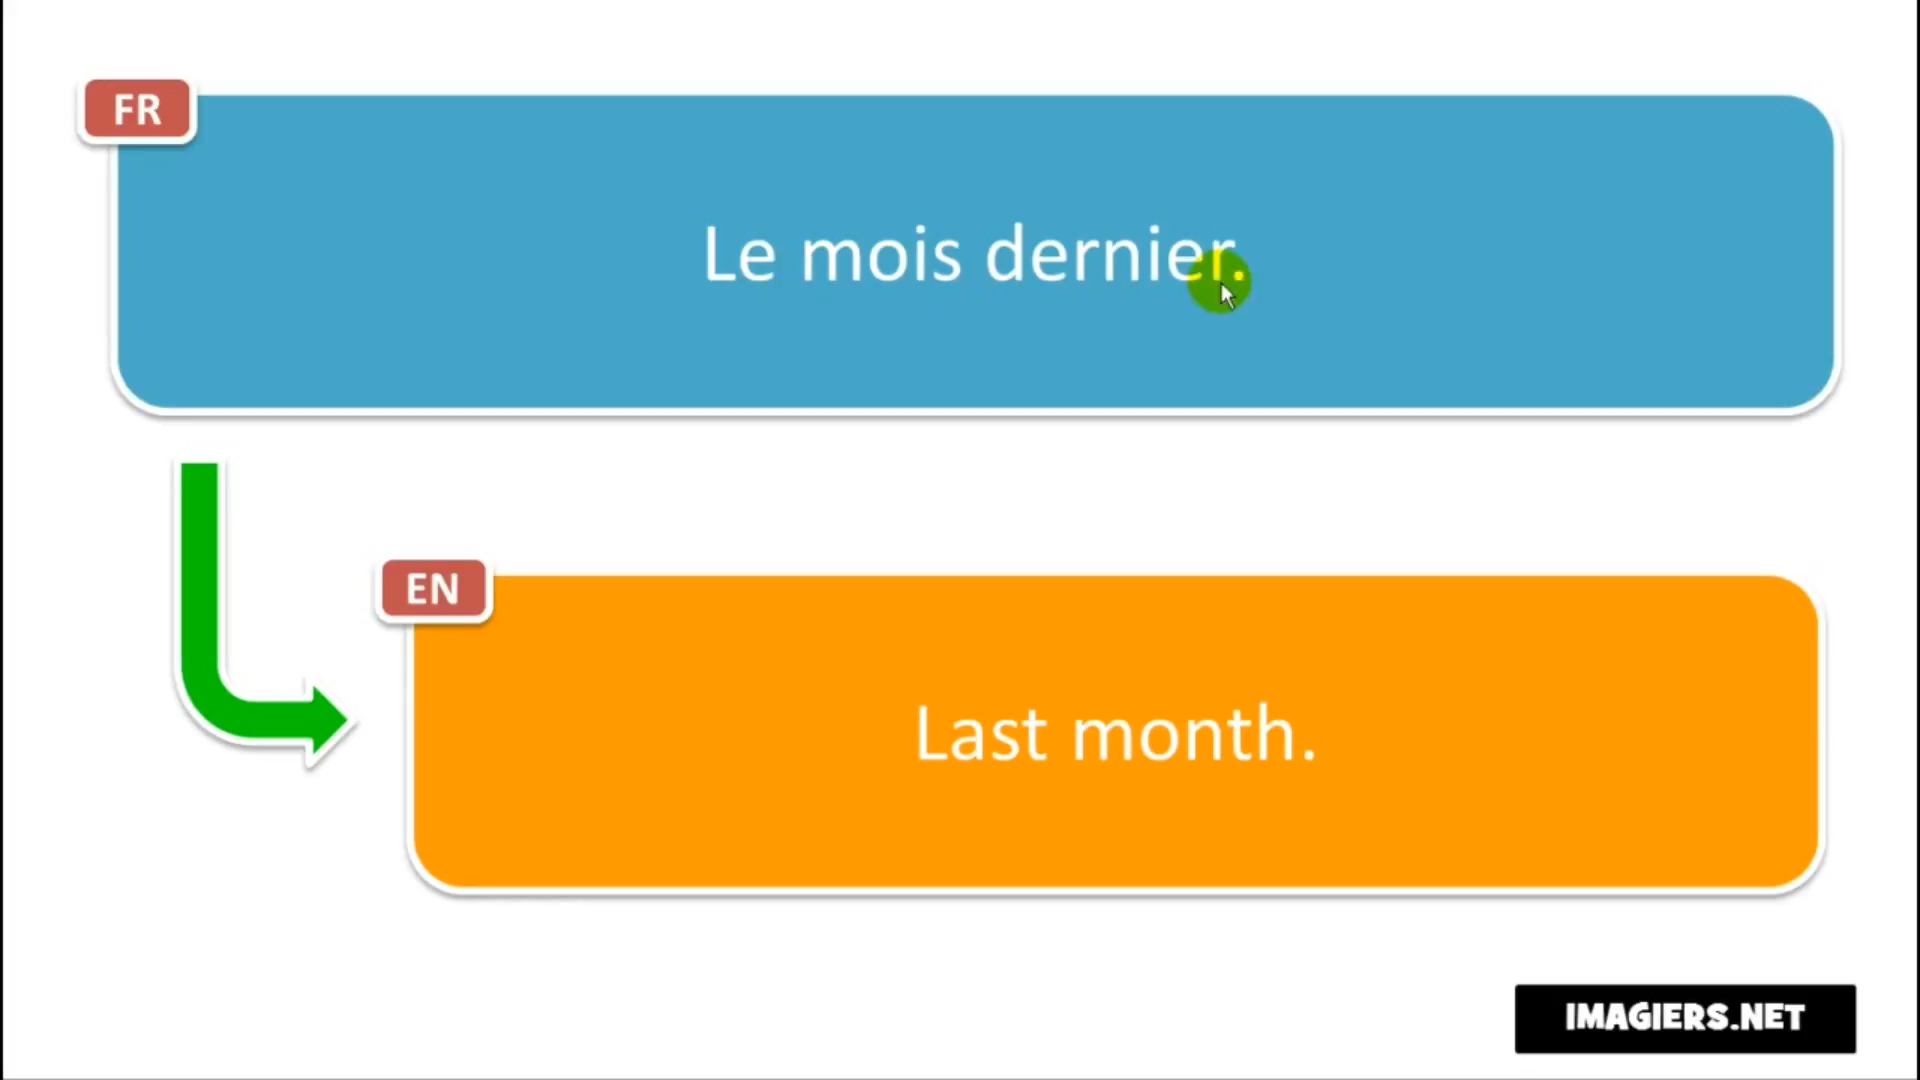 FR
Le mois dernier.
EN
Last month.
IMAGIERS.NET